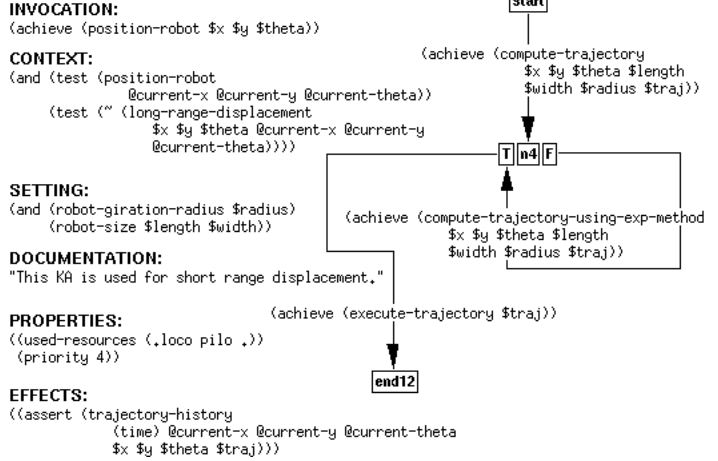 INVOCATION:
(achieve (position-robot $x $y $theta))
CONTEXT:
(and (test (position-robot
@current-x @current-y @current-theta))
(test (~ (long-range-displacement
$x $y $theta @current-x @current-y
@current-theta))))
SETTING:
(and (robot-giration-radius $radius)
(robot-size $length $width))
DOCUMENTATION:
"This KA is used for short range displacement."
PROPERTIES:
((used-resources (.loco pilo .))
(priority 4))
EFFECTS:
((assert (trajectory-history
(time) @current-x @current-y @current-theta
$x $y $theta $traj)))
start
(achieve (compute-trajectory
$x $y $theta $length
$width $radius $traj))
T n4 F
(achieve (compute-trajectory-using-exp-method
$x $y $theta $length
$width $radius $traj))
(achieve (execute-trajectory $traj))
end12